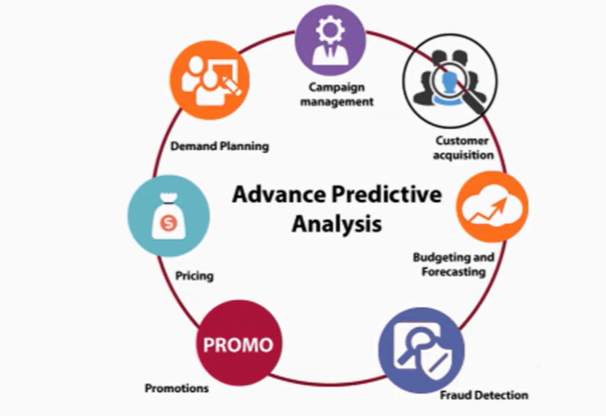 Campaign
management
Customer
acquisition
Demand Planning
Advance Predictive
Analysis
Budgeting and
Forecasting
Pricing
S
PROMO
Promotions
Fraud Detection